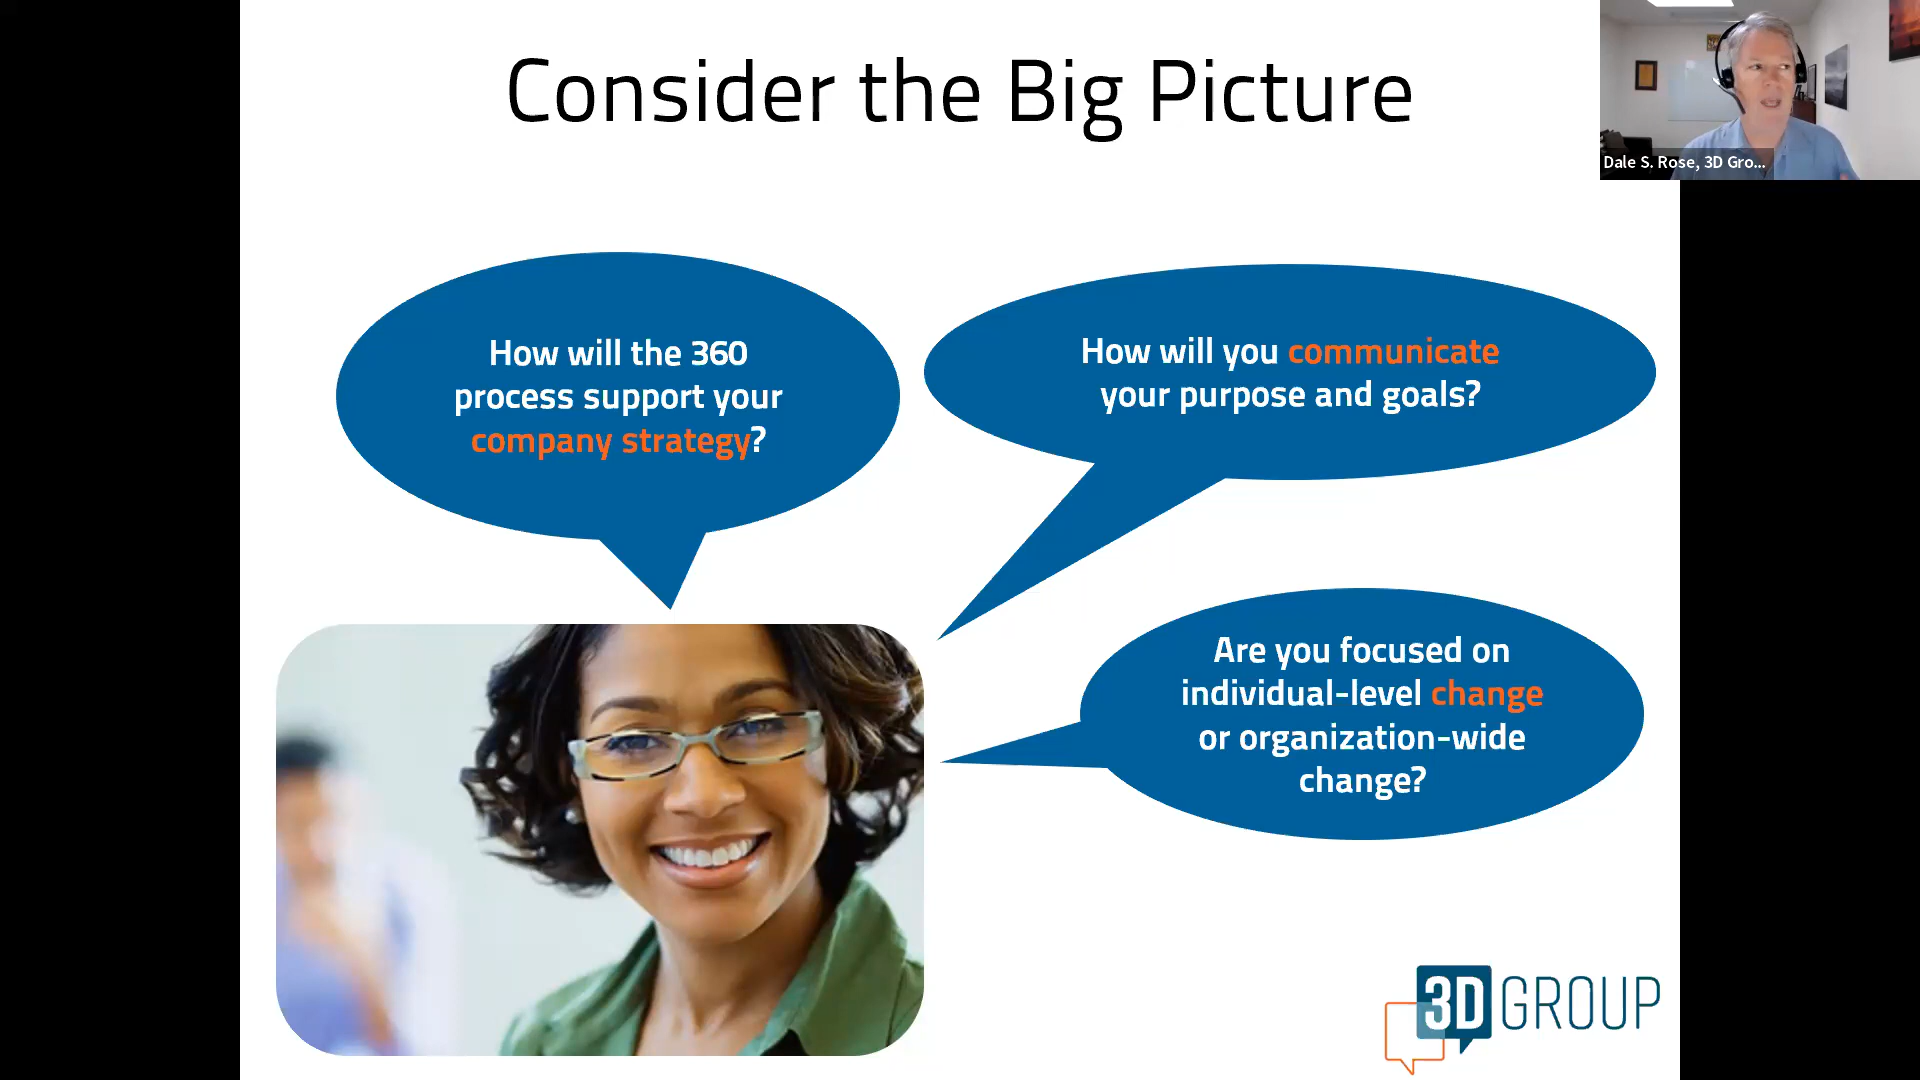 Consider the Big Picture
Dale S. Rose, 3D Gro...
How will the 360
process support your
company strategy?
How will you communicate
your purpose and goals?
Are you focused on
individual-level change
or organization-wide
change?
3D GROUP